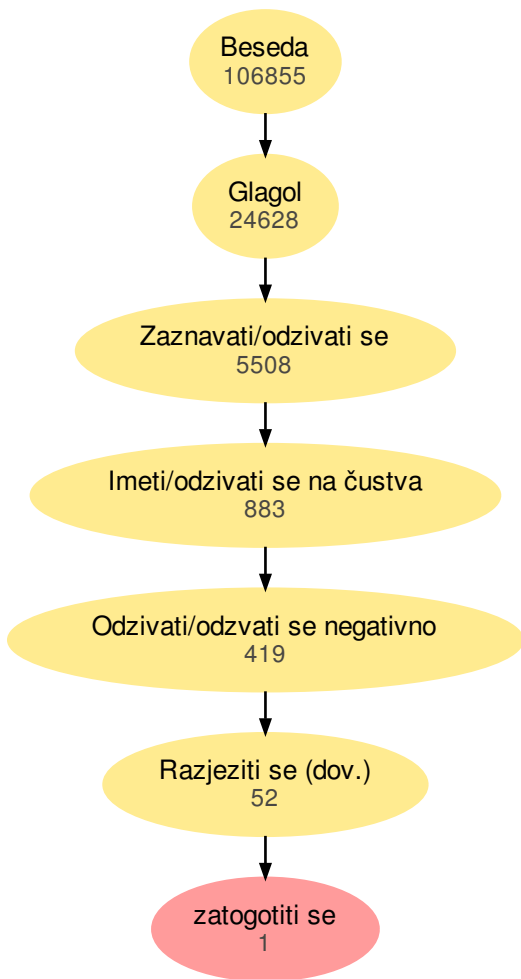 Beseda
106855
Glagol
24628
Zaznavati/odzivati se
5508
Imeti/odzivati se na čustva
883
Odzivati/odzvati se negativno
419
Razjeziti se (dov.)
52
zatogotiti se
1